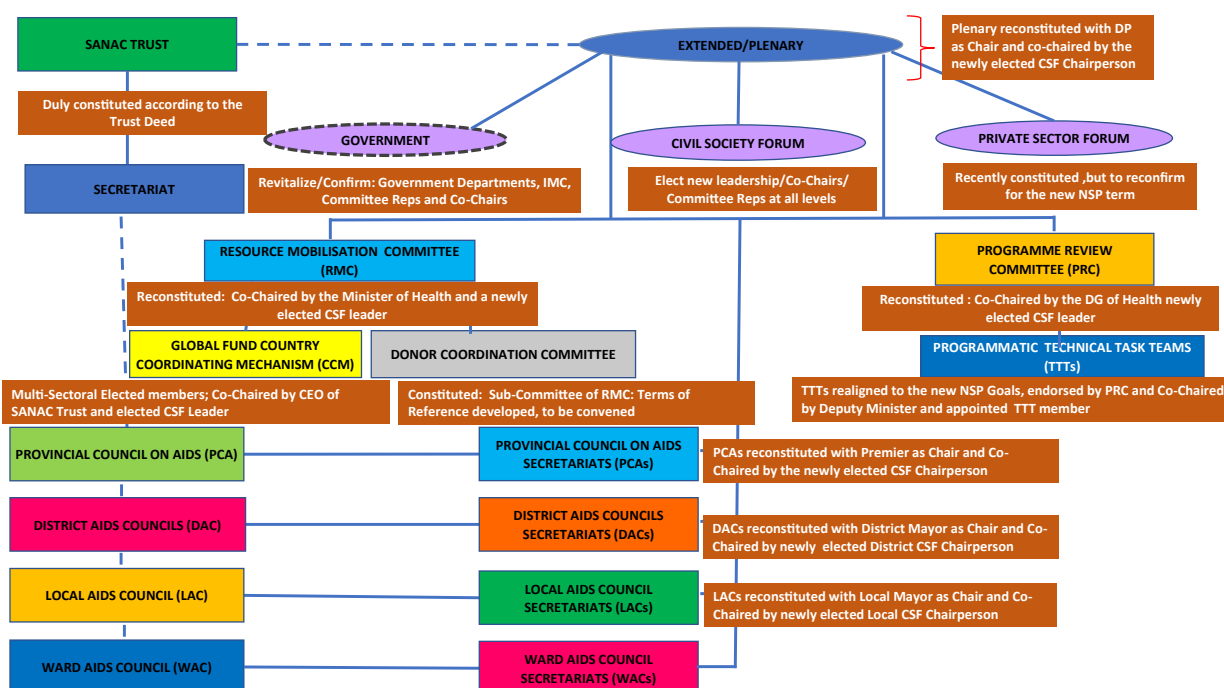 SANAC TRUST
EXTENDED/PLENARY
Plenary reconstituted with DP
as Chair and co-chaired by the
newly elected CSF Chairperson
Duly constituted according to the
Trust Deed
GOVERNMENT
CIVIL SOCIETY FORUM
PRIVATE SECTOR FORUM
SECRETARIAT
Revitalize/Confirm: Government Departments, IMC,
Committee Reps and Co-Chairs
Elect new leadership/Co-Chairs/
Committee Reps at all levels
Recently constituted ,but to reconfirm
for the new NSP term
RESOURCE MOBILISATION COMMITTEE
(RMC)
PROGRAMME REVIEW
COMMITTEE (PRC)
Reconstituted: Co-Chaired by the Minister of Health and a newly
elected CSF leader
Reconstituted : Co-Chaired by the DG of Health newly
elected CSF leader
GLOBAL FUND COUNTRY
COORDINATING MECHANISM (CCM)
DONOR COORDINATION COMMITTEE
PROGRAMMATIC TECHNICAL TASK TEAMS
(TTTs)
Multi-Sectoral Elected members; Co-Chaired by CEO of
SANAC Trust and elected CSF Leader
Constituted: Sub-Committee of RMC: Terms of
Reference developed, to be convened
TTTs realigned to the new NSP Goals, endorsed by PRC and Co-Chaired
by Deputy Minister and appointed TTT member
PROVINCIAL COUNCIL ON AIDS (PCA)
PROVINCIAL COUNCIL ON AIDS
SECRETARIATS (PCAs)
PCAs reconstituted with Premier as Chair and Co-
Chaired by the newly elected CSF Chairperson
DISTRICT AIDS COUNCILS (DAC)
DISTRICT AIDS COUNCILS
SECRETARIATS (DACs)
DACs reconstituted with District Mayor as Chair and Co-
Chaired by newly elected District CSF Chairperson
LOCAL AIDS COUNCIL (LAC)
LOCAL AIDS COUNCIL
SECRETARIATS (LACs)
LACs reconstituted with Local Mayor as Chair and Co-
Chaired by newly elected Local CSF Chairperson
WARD AIDS COUNCIL (WAC)
WARD AIDS COUNCIL
SECRETARIATS (WACs)